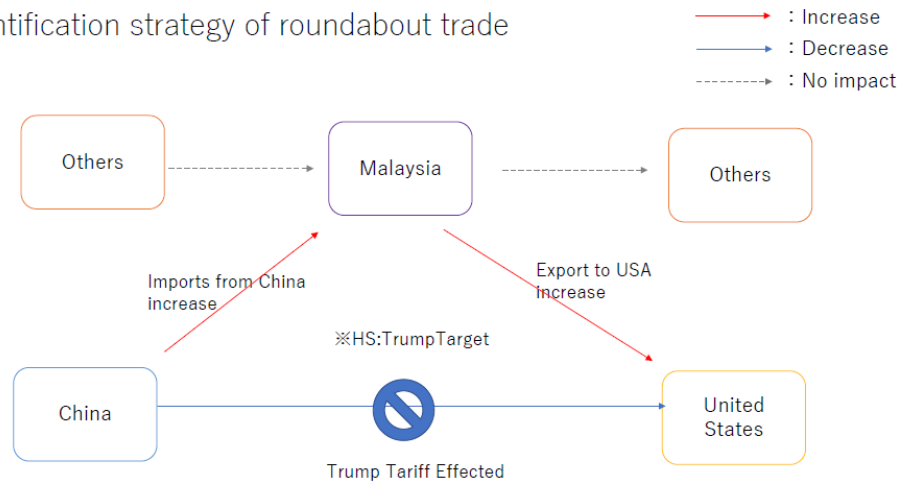 ntification strategy of roundabout trade
: Increase
: Decrease
: No impact
Others
Malaysia
Others
Imports from China
increase
Export to USA
increase
※HS:TrumpTarget
China
United
States
Trump Tariff Effected